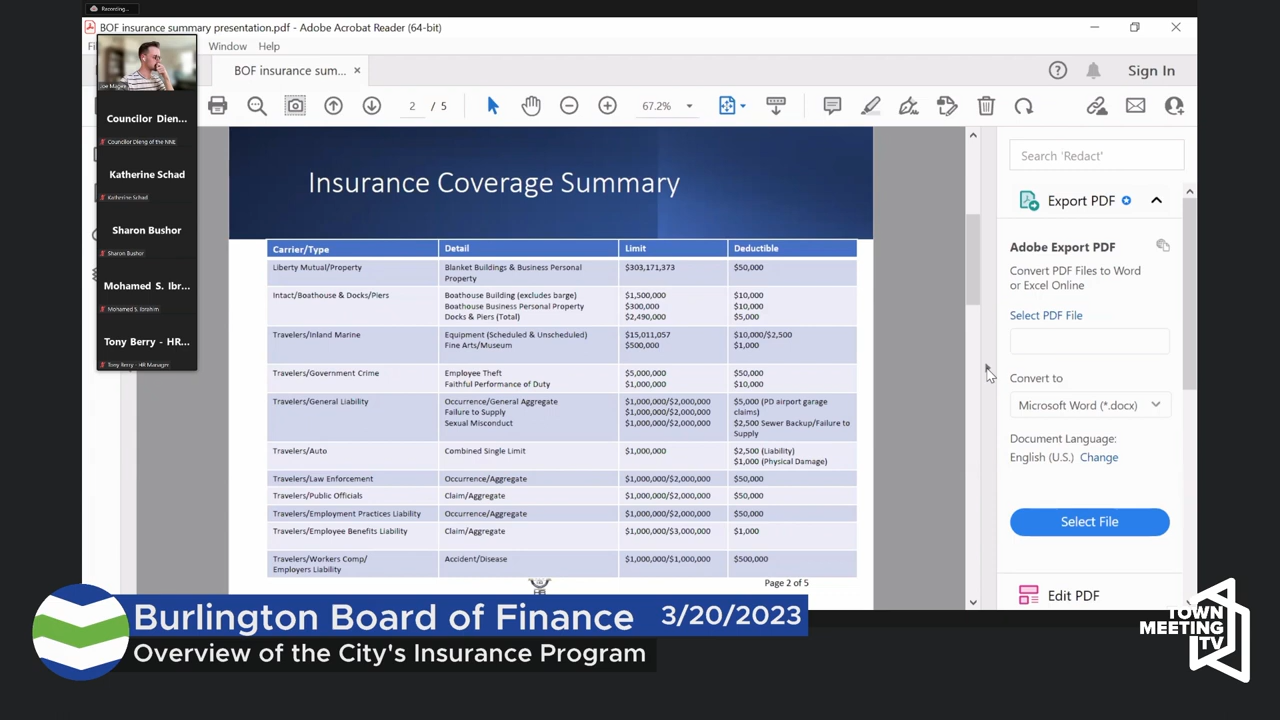 Recording...
BOF insurance summary presentation.pdf - Adobe Acrobat Reader (64-bit)
Window Help
BOF insurance sum... ×
Sign In
2 / 5
67.2%
Joe Magee
Councilor Dien...
Councilor Dieng of the NNE
Katherine Schad
Katherine Schad
Sharon Bushor
Sharon Bushor
Mohamed S. Ibr...
Mohamed S. Ibrahim
Tony Berry - HR...
Tony Berry - HR Manager
Insurance Coverage Summary
Carrier/Type Detail Limit Deductible
Liberty Mutual/Property Blanket Buildings & Business Personal $303,171,373 $50,000
Property
Intact/Boathouse & Docks/Piers Boathouse Building (excludes barge) $1,500,000 $10,000
Boathouse Business Personal Property $300,000 $10,000
Docks & Piers (Total) $2,490,000 $5,000
Travelers/Inland Marine Equipment (Scheduled & Unscheduled) $15,011,057 $10,000/$2,500
Fine Arts/Museum $500,000 $1,000
Travelers/Government Crime Employee Theft $5,000,000 $50,000
Faithful Performance of Duty $1,000,000 $10,000
Travelers/General Liability Occurrence/General Aggregate $1,000,000/$2,000,000 $5,000 (PD airport garage
Failure to Supply $1,000,000/$2,000,000 claims)
Sexual Misconduct $1,000,000/$2,000,000 $2,500 Sewer Backup/Failure to
Supply
Travelers/Auto Combined Single Limit $1,000,000 $2,500 (Liability)
$1,000 (Physical Damage)
Travelers/Law Enforcement Occurrence/Aggregate $1,000,000/$2,000,000 $50,000
Travelers/Public Officials Claim/Aggregate $1,000,000/$2,000,000 $50,000
Travelers/Employment Practices Liability Occurrence/Aggregate $1,000,000/$2,000,000 $50,000
Travelers/Employee Benefits Liability Claim/Aggregate $1,000,000/$3,000,000 $1,000
Travelers/Workers Comp/ Accident/Disease $1,000,000/$1,000,000 $500,000
Employers Liability
HR
Page 2 of 5
Search 'Redact'
Export PDF
Adobe Export PDF
Convert PDF Files to Word
or Excel Online
Select PDF File
Convert to
Microsoft Word (*.docx)
Document Language:
English (U.S.) Change
Select File
Edit PDF
Burlington Board of Finance 3/20/2023
Overview of the City's Insurance Program
TOWN
MEETING
TV